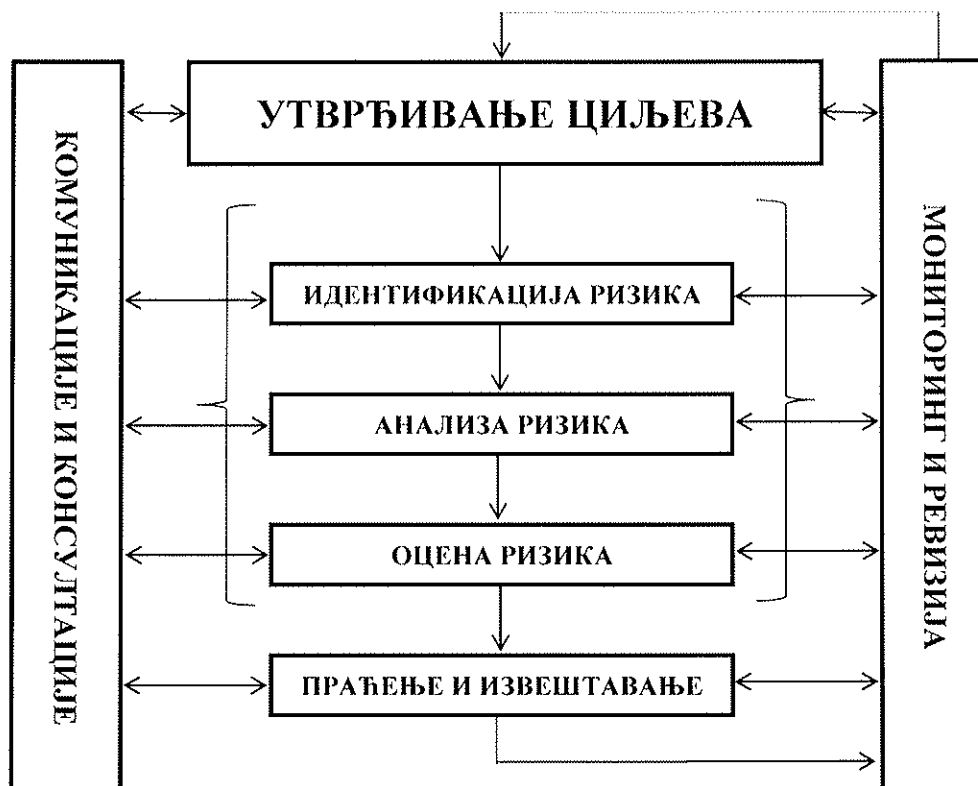 УТВРЂИВАЊЕ ЦИЉЕВА
КОМУНИКАЦИЈЕ И КОНСУЛТАЦИЈЕ
ИДЕНТИФИКАЦИЈА РИЗИКА
АНАЛИЗА РИЗИКА
ОЦЕНА РИЗИКА
ПРАЋЕЊЕ И ИЗВЕШТАВАЊЕ
МОНИТОРИНГ И РЕВИЗИЈА